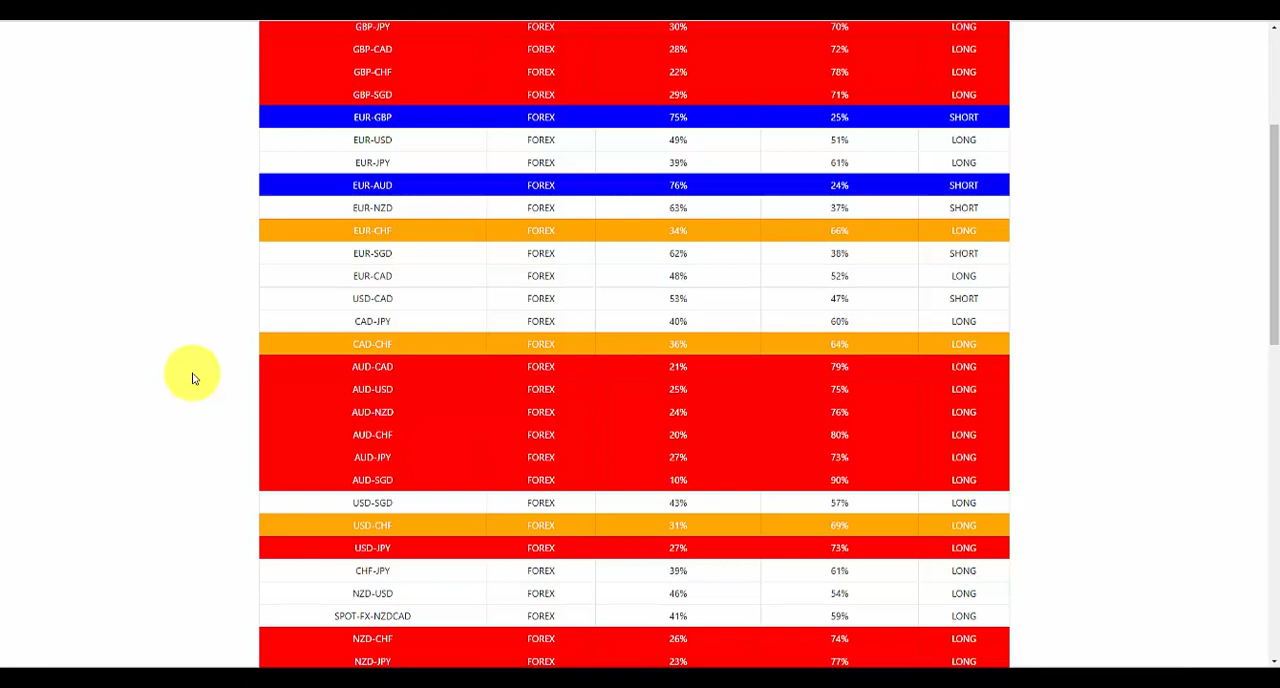 GBP-JPY FOREX 30% 70% LONG
GBP-CAD FOREX 28% 72% LONG
GBP-CHF FOREX 22% 78% LONG
GBP-SGD FOREX 29% 71% LONG
EUR-GBP FOREX 75% 25% SHORT
EUR-USD FOREX 49% 51% LONG
EUR-JPY FOREX 39% 61% LONG
EUR-AUD FOREX 76% 24% SHORT
EUR-NZD FOREX 63% 37% SHORT
EUR-CHF FOREX 34% 66% LONG
EUR-SGD FOREX 62% 38% SHORT
EUR-CAD FOREX 48% 52% LONG
USD-CAD FOREX 53% 47% SHORT
CAD-JPY FOREX 40% 60% LONG
CAD-CHF FOREX 36% 64% LONG
AUD-CAD FOREX 21% 79% LONG
AUD-USD FOREX 25% 75% LONG
AUD-NZD FOREX 24% 76% LONG
AUD-CHF FOREX 20% 80% LONG
AUD-JPY FOREX 27% 73% LONG
AUD-SGD FOREX 10% 90% LONG
USD-SGD FOREX 43% 57% LONG
USD-CHF FOREX 31% 69% LONG
USD-JPY FOREX 27% 73% LONG
CHF-JPY FOREX 39% 61% LONG
NZD-USD FOREX 46% 54% LONG
SPOT-FX-NZDCAD FOREX 41% 59% LONG
NZD-CHF FOREX 26% 74% LONG
NZD-JPY FOREX 23% 77% LONG